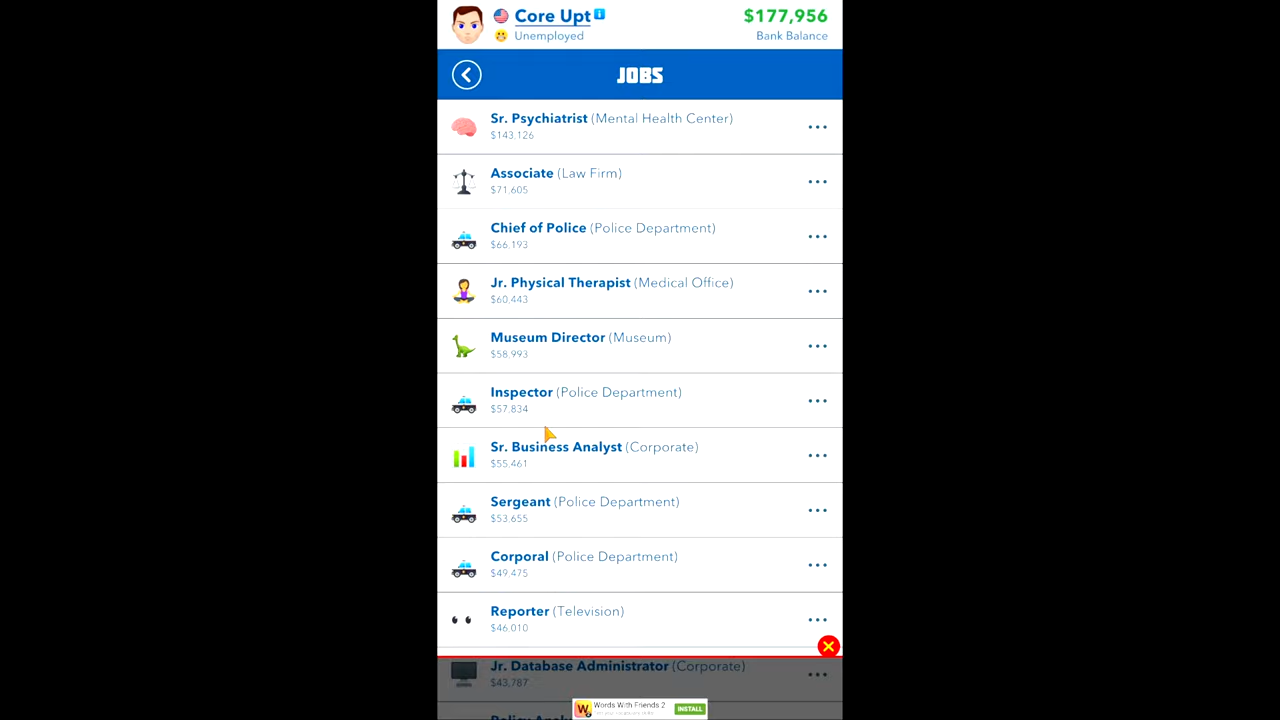 Core Upt
Unemployed
$177,956
Bank Balance
JOBS
Sr. Psychiatrist (Mental Health Center)
$143,126
Associate (Law Firm)
$71,605
Chief of Police (Police Department)
$66,193
Jr. Physical Therapist (Medical Office)
$60,443
Museum Director (Museum)
$58,993
Inspector (Police Department)
$57,834
Sr. Business Analyst (Corporate)
$55,461
Sergeant (Police Department)
$53,655
Corporal (Police Department)
$49,475
Reporter (Television)
$46,010
Jr. Database Administrator (Corporate)
$43,787
Words With Friends 2
INSTALL